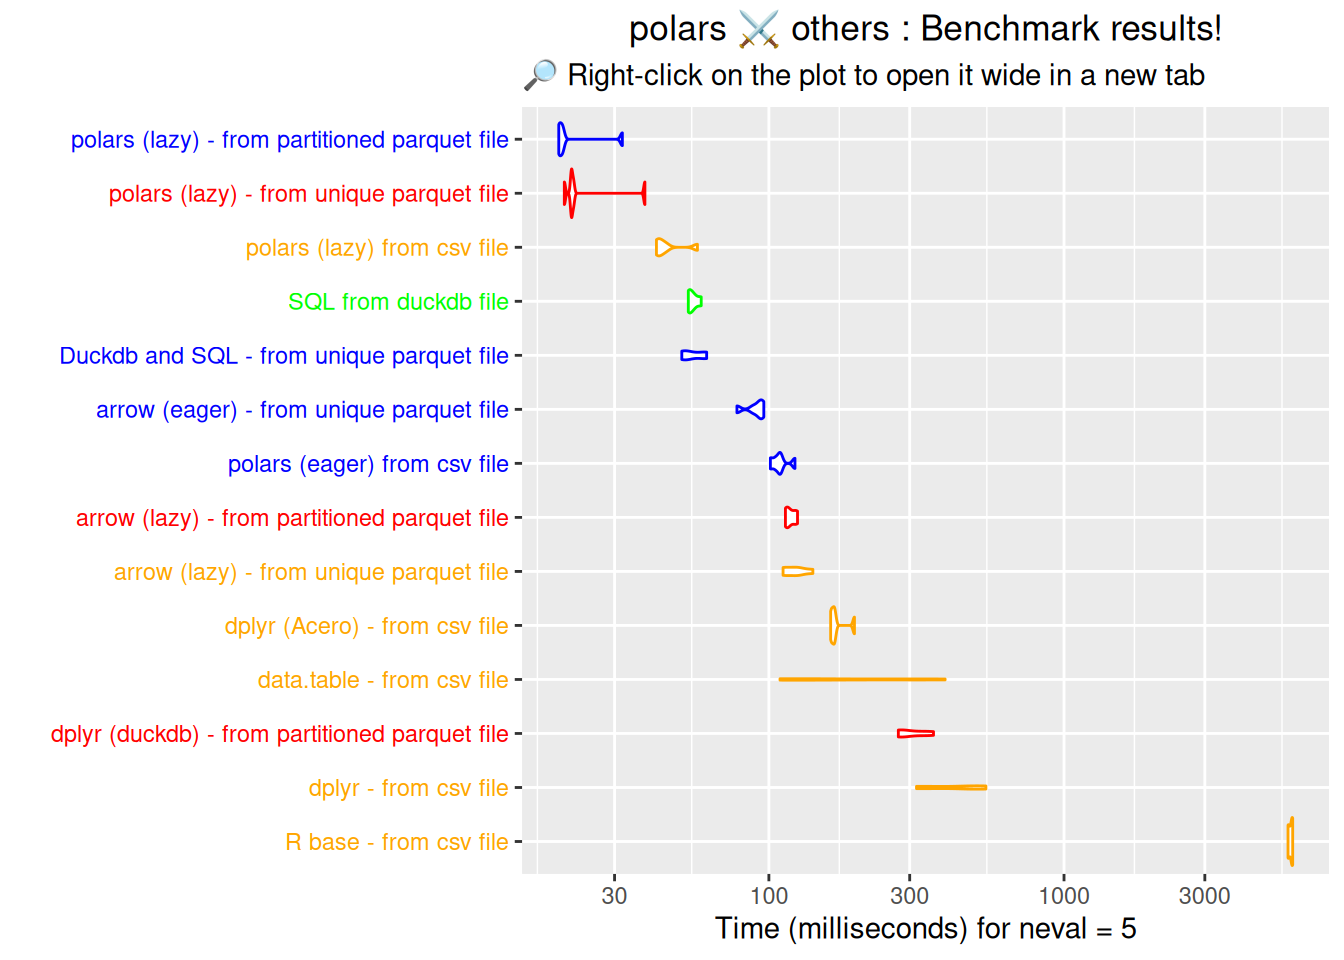 polars ⚔️ others : Benchmark results!
🔎 Right-click on the plot to open it wide in a new tab
polars (lazy) - from partitioned parquet file
polars (lazy) - from unique parquet file
polars (lazy) from csv file
SQL from duckdb file
Duckdb and SQL - from unique parquet file
arrow (eager) - from unique parquet file
polars (eager) from csv file
arrow (lazy) - from partitioned parquet file
arrow (lazy) - from unique parquet file
dplyr (Acero) - from csv file
data.table - from csv file
dplyr (duckdb) - from partitioned parquet file
dplyr - from csv file
R base - from csv file
30 100 300 1000 3000
Time (milliseconds) for neval = 5